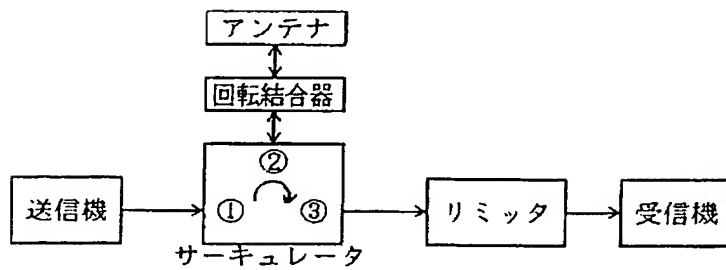 アンテナ
回転結合器
②
送信機
①
③
リミッタ
受信機
サーキュレータ